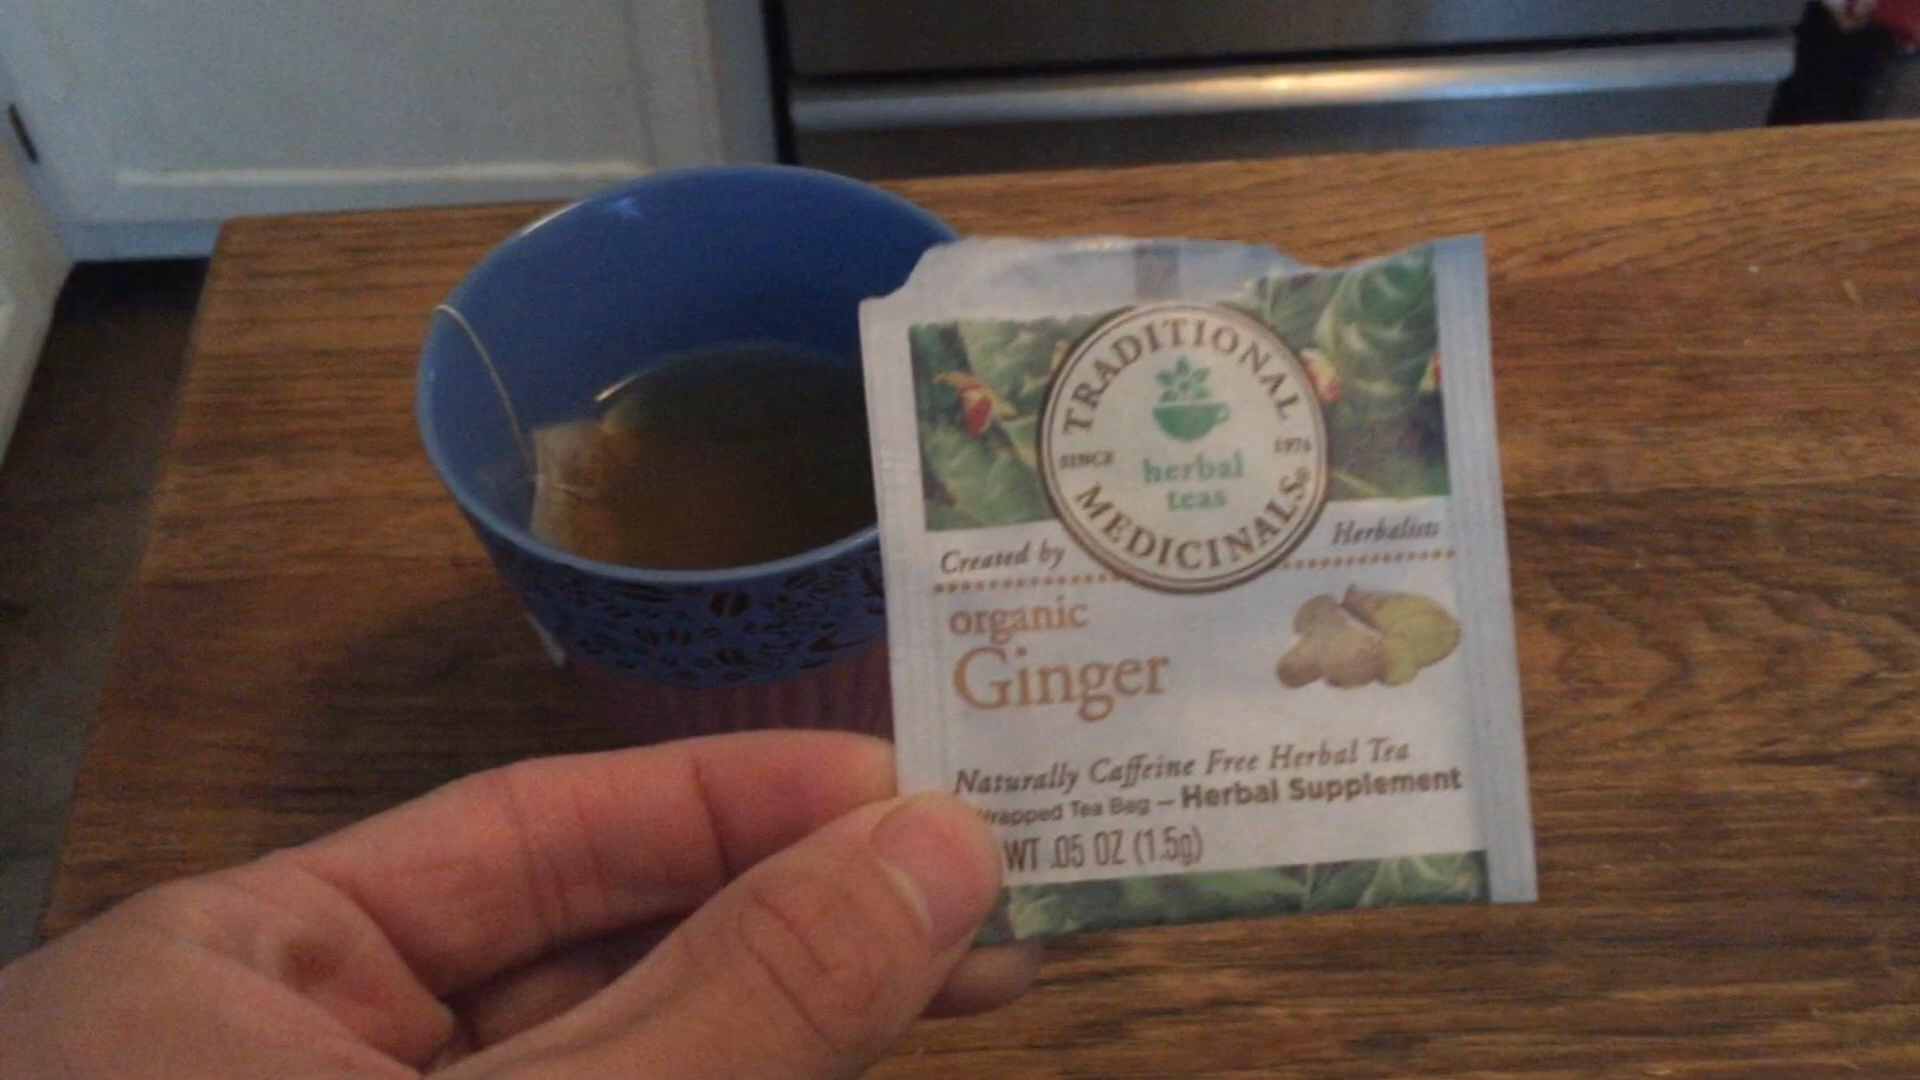 TRADITIONAL
SINCE 1974
herbal
teas
MEDICINALS®
Created by Herbalists
organic
Ginger
Naturally Caffeine Free Herbal Tea
Wrapped Tea Bag – Herbal Supplement
WT .05 OZ (1.5g)